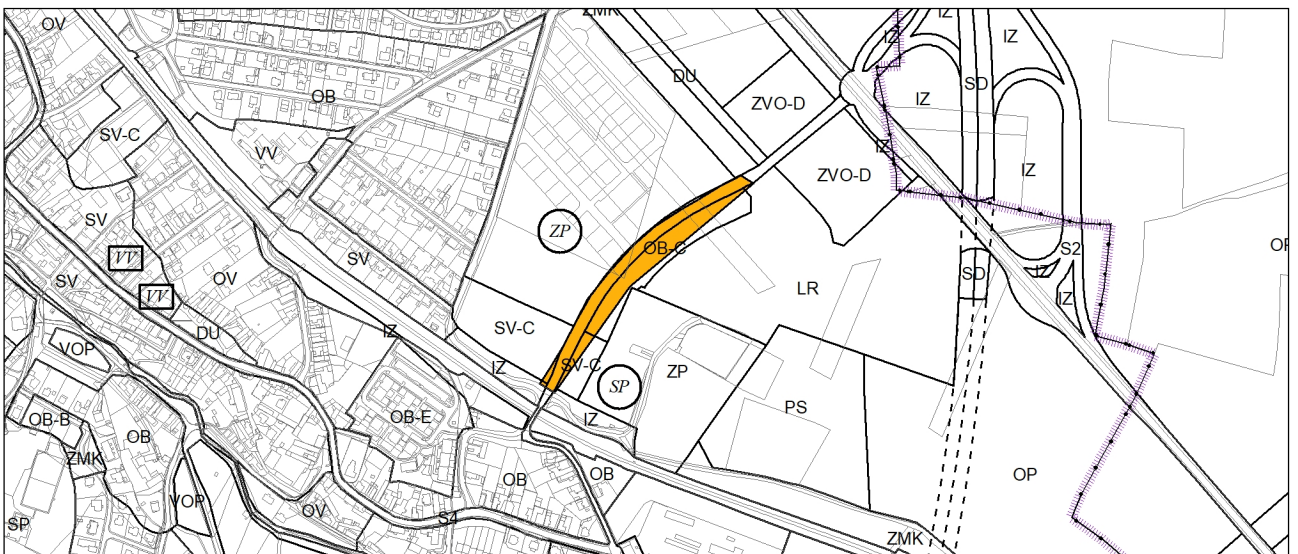 ZMK
IZ
OV
IZ
IZ
DU
SD
OB
ZVO-D
IZ
SV-C
IZ
VV
ZVO-D
IZ
SV
ZP
OB-C
S2
VV
OV
SV
SV
SD
IZ
LR
VV
IZ
DU
IZ
SV-C
VOP
IZ
SV-C
SP
ZP
OB-B
OB-E
IZ
PS
OB
ZMK
OB
OB
OP
VOP
OV
S4
SP
ZMK